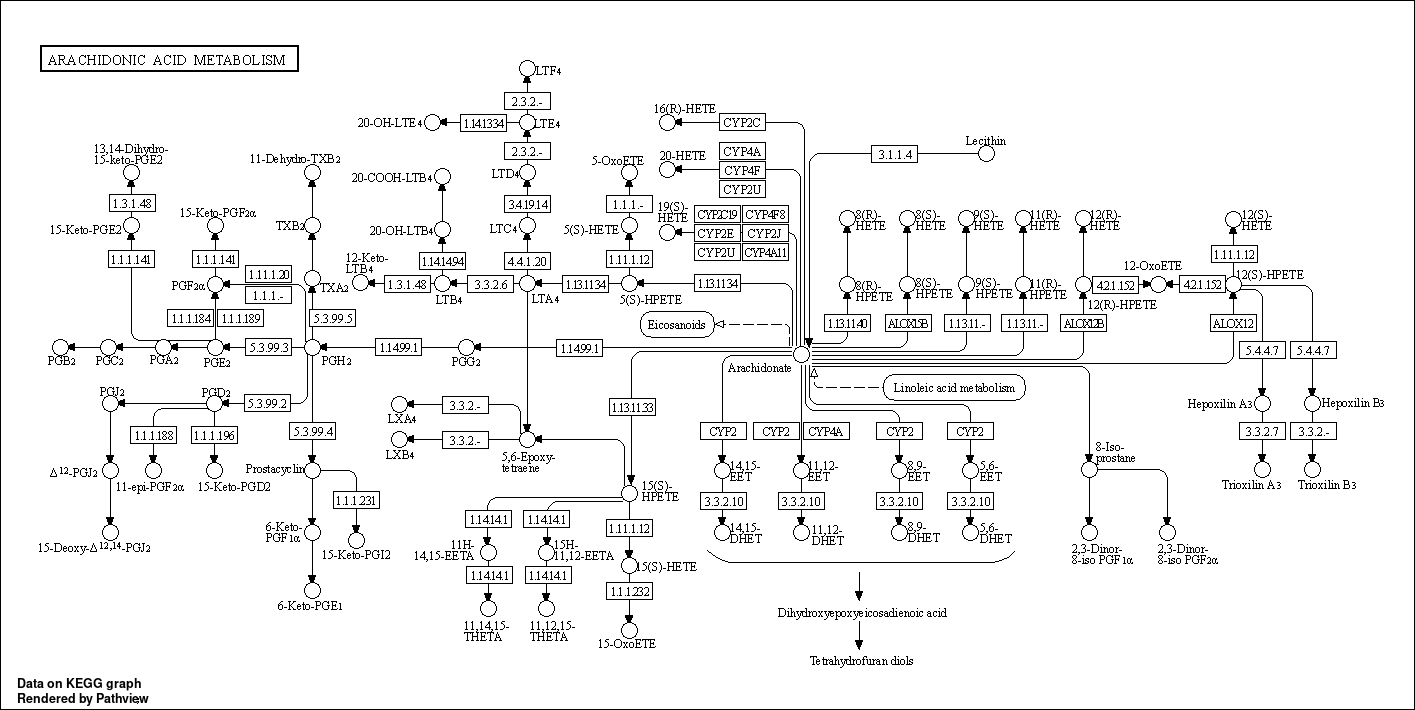 ARACHIDONIC ACID METABOLISM
LTF4
2.3.2.-
16(R)-HETE
20-OH-LTE4
1.14.13.34
LTE4
CYP2C
13,14-Dihydro-
15-keto-PGE2
11-Dehydro-TXB2
2.3.2.-
5-OxoETE
20-HETE
CYP4A
CYP4F
CYP2U
3.1.1.4
Lecithin
20-COOH-LTB4
LTD4
1.3.1.48
15-Keto-PGF2α
3.4.19.14
1.1.1.-
19(S)-
HETE
CYP2C19
CYP4F8
CYP2E
CYP2J
CYP2U
CYP4A11
8(R)-
HETE
8(S)-
HETE
9(S)-
HETE
11(R)-
HETE
12(R)-
HETE
12(S)-
HETE
15-Keto-PGE2
TXB2
20-OH-LTB4
LTC4
5(S)-HETE
1.1.1.141
1.1.1.141
1.11.1.20
1.1.1.-
12-Keto-
LTB4
1.14.14.94
4.4.1.20
1.11.1.12
1.11.1.12
12-OxoETE
PGF2α
TXA2
1.3.1.48
LTB4
3.3.2.6
LTA4
1.13.11.34
5(S)-HPETE
1.13.11.34
8(R)-
HPETE
8(S)-
HPETE
9(S)-
HPETE
11(R)-
HPETE
12(R)-HPETE
4.2.1.152
4.2.1.152
12(S)-HPETE
1.1.1.184
1.1.1.189
5.3.99.5
Eicosanoids
1.13.11.40
ALOX15B
1.13.11.-
1.13.11.-
ALOX12B
ALOX12
PGB2
PGC2
PGA2
PGE2
5.3.99.3
PGH2
1.14.99.1
PGG2
1.14.99.1
Arachidonate
5.4.4.7
5.4.4.7
Linoleic acid metabolism
PGJ2
PGD2
5.3.99.2
LXA4
3.3.2.-
1.13.11.33
Hepoxilin A3
Hepoxilin B3
1.1.1.188
1.1.1.196
5.3.99.4
LXB4
3.3.2.-
5,6-Epoxy-
tetraene
CYP2
CYP2
CYP4A
CYP2
CYP2
8-Iso-
prostane
3.3.2.7
3.3.2.-
Δ12-PGJ2
11-epi-PGF2α
15-Keto-PGD2
Prostacyclin
14,15-
EET
11,12-
EET
8,9-
EET
5,6-
EET
Trioxilin A3
Trioxilin B3
1.1.1.231
15(S)-
HPETE
3.3.2.10
3.3.2.10
3.3.2.10
3.3.2.10
1.14.14.1
1.14.14.1
1.11.1.12
15-Deoxy-Δ12,14-PGJ2
6-Keto-
PGF1α
15-Keto-PGI2
11H-
14,15-EETA
15H-
11,12-EETA
14,15-
DHET
11,12-
DHET
8,9-
DHET
5,6-
DHET
2,3-Dinor-
8-iso PGF1α
2,3-Dinor-
8-iso PGF2α
1.14.14.1
1.14.14.1
15(S)-HETE
1.1.1.232
6-Keto-PGE1
11,14,15-
THETA
11,12,15-
THETA
15-OxoETE
Dihydroxyepoxyeicosadienoic acid
Tetrahydrofuran diols
Data on KEGG graph
Rendered by Pathview